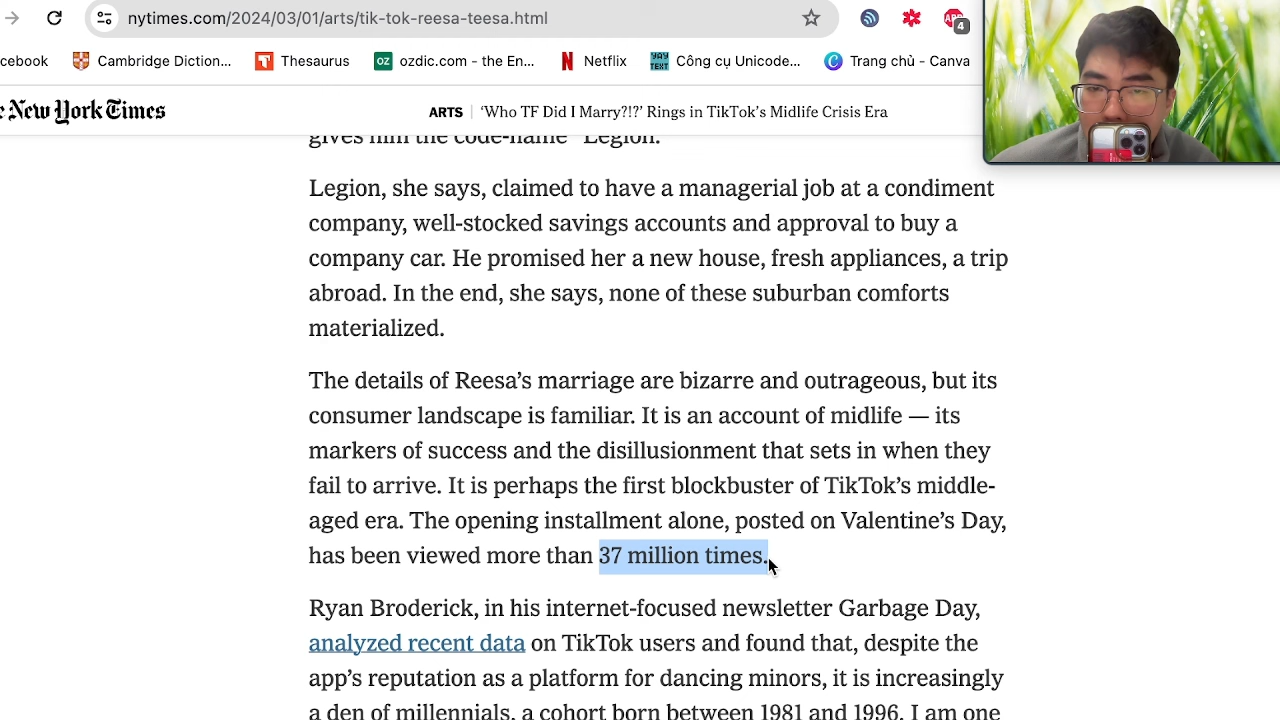 nytimes.com/2024/03/01/arts/tik-tok-reesa-teesa.html
4
cebook
Cambridge Diction...
T Thesaurus
OZ ozdic.com - the En...
N Netflix
YAY TEXT Công cụ Unicode...
C Trang chủ - Canva
New York Times
ARTS | ‘Who TF Did I Marry?!?’ Rings in TikTok’s Midlife Crisis Era
gives him the code-name “Legion.”
Legion, she says, claimed to have a managerial job at a condiment
company, well-stocked savings accounts and approval to buy a
company car. He promised her a new house, fresh appliances, a trip
abroad. In the end, she says, none of these suburban comforts
materialized.
The details of Reesa’s marriage are bizarre and outrageous, but its
consumer landscape is familiar. It is an account of midlife — its
markers of success and the disillusionment that sets in when they
fail to arrive. It is perhaps the first blockbuster of TikTok’s middle-
aged era. The opening installment alone, posted on Valentine’s Day,
has been viewed more than 37 million times.
Ryan Broderick, in his internet-focused newsletter Garbage Day,
analyzed recent data on TikTok users and found that, despite the
app’s reputation as a platform for dancing minors, it is increasingly
a den of millennials, a cohort born between 1981 and 1996. I am one